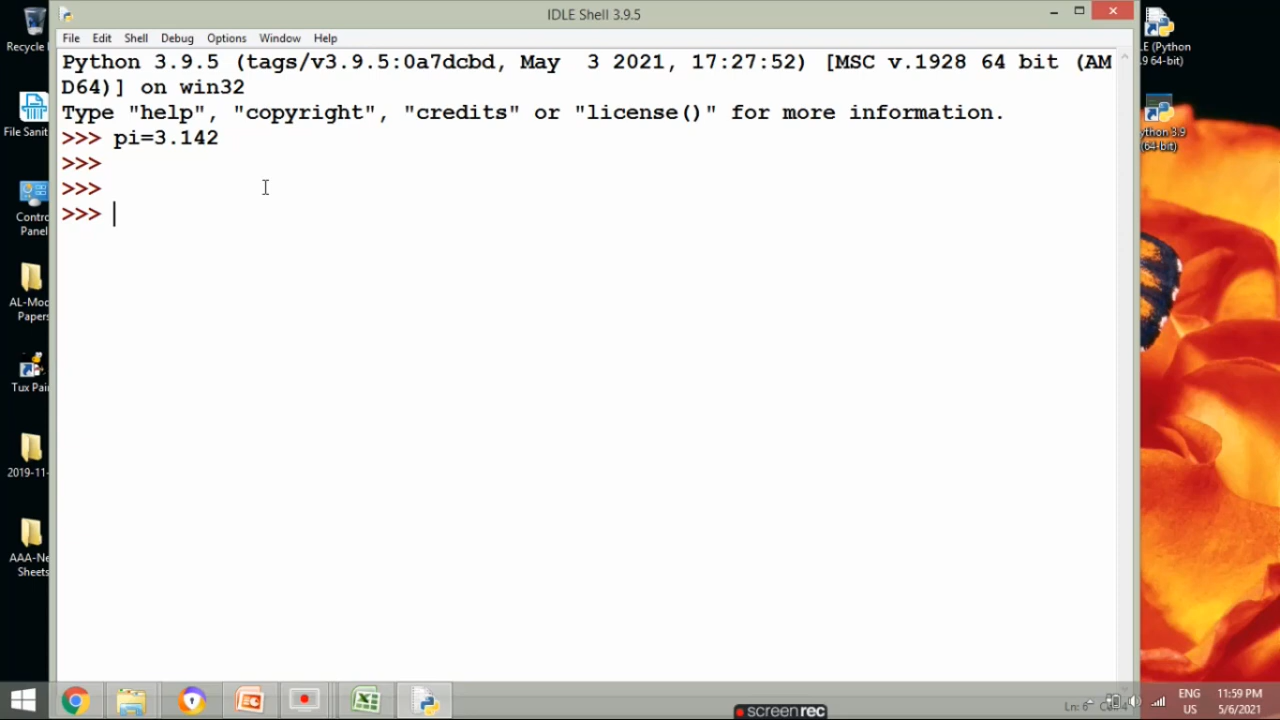 IDLE Shell 3.9.5
File Edit Shell Debug Options Window Help
Python 3.9.5 (tags/v3.9.5:0a7dcbd, May  3 2021, 17:27:52) [MSC v.1928 64 bit (AM
D64)] on win32
Type "help", "copyright", "credits" or "license()" for more information.
>>> pi=3.142
>>>
>>>
>>>
Recycle
File Sanit
Contro
Panel
AL-Mod
Papers
Tux Pai
2019-11-
AAA-Ne
Sheets
E (Python
9 64-bit)
ython 3.9
(64-bit)
Ln: 6
ENG
US
11:59 PM
5/6/2021
screenrec